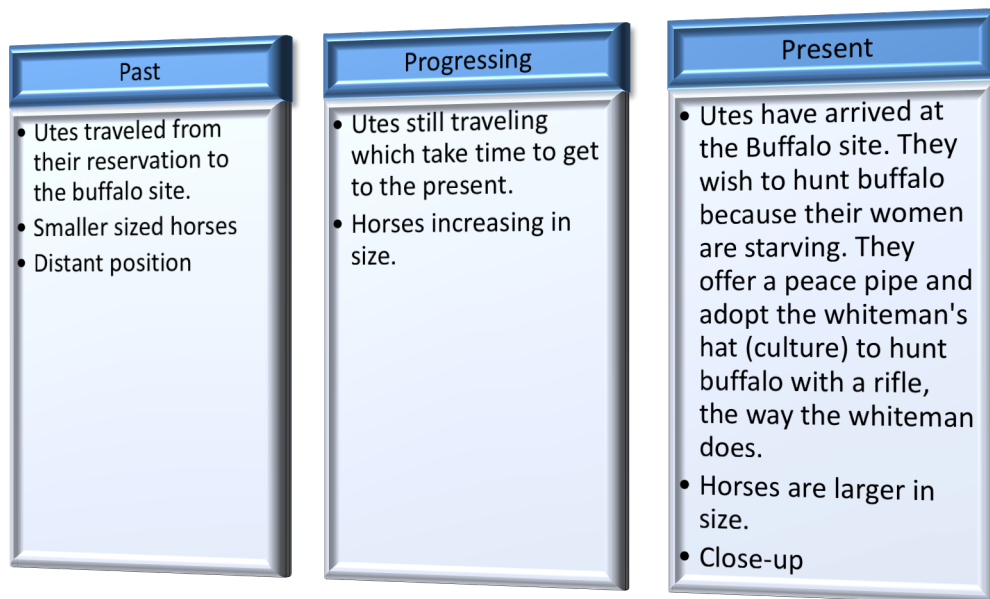 Past
• Utes traveled from
their reservation to
the buffalo site.
• Smaller sized horses
• Distant position
Progressing
• Utes still traveling
which take time to get
to the present.
• Horses increasing in
size.
Present
• Utes have arrived at
the Buffalo site. They
wish to hunt buffalo
because their women
are starving. They
offer a peace pipe and
adopt the whiteman's
hat (culture) to hunt
buffalo with a rifle,
the way the whiteman
does.
• Horses are larger in
size.
• Close-up